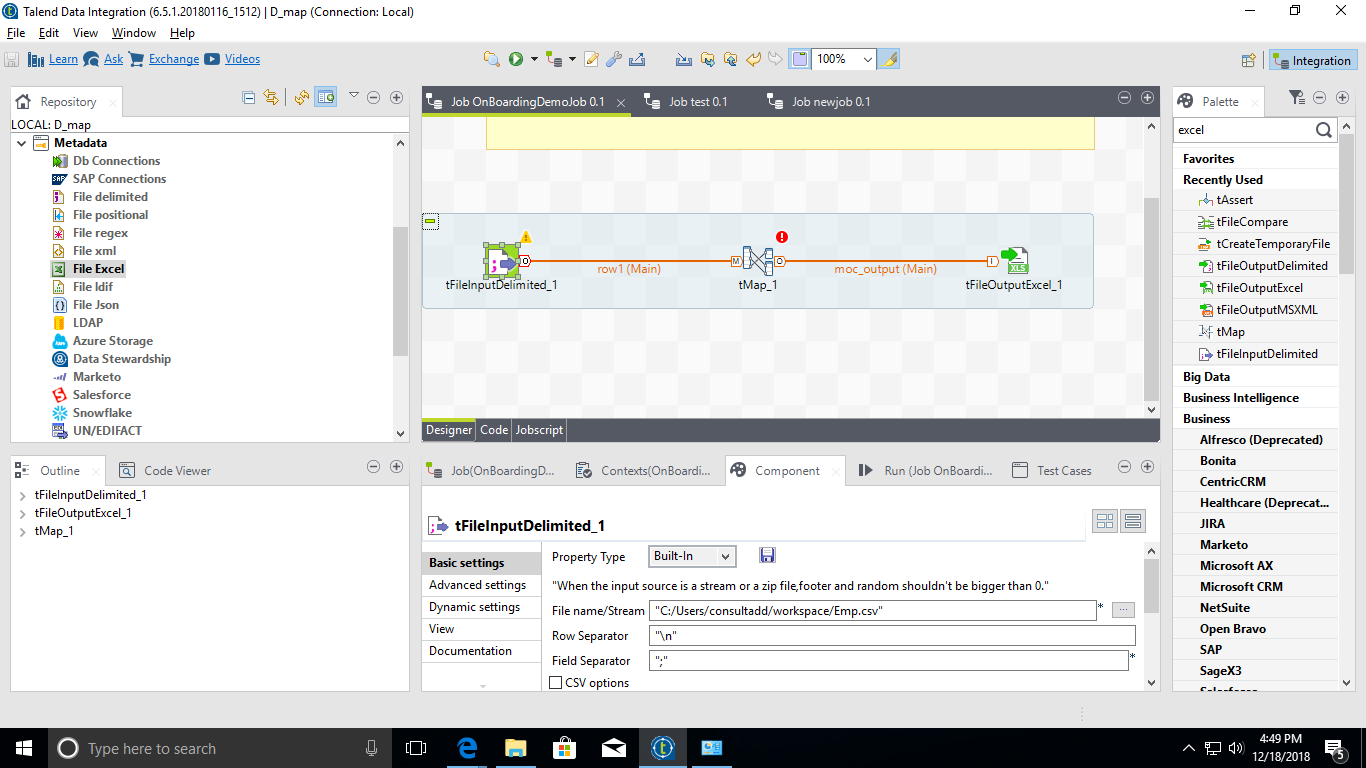 Talend Data Integration (6.5.1.20180116_1512) | D_map (Connection: Local)
File Edit View Window Help
Learn Ask Exchange Videos
100%
Integration
Repository
LOCAL: D_map
Metadata
Db Connections
SAP Connections
File delimited
File positional
File regex
File xml
File Excel
File ldif
File Json
LDAP
Azure Storage
Data Stewardship
Marketo
Salesforce
Snowflake
UN/EDIFACT
Job OnBoardingDemoJob 0.1
Job test 0.1
Job newjob 0.1
row1 (Main)
moc_output (Main)
tFileInputDelimited_1
tMap_1
tFileOutputExcel_1
Designer Code Jobscript
Palette
excel
Favorites
Recently Used
tAssert
tFileCompare
tCreateTemporaryFile
tFileOutputDelimited
tFileOutputExcel
tFileOutputMSXML
tMap
tFileInputDelimited
Big Data
Business Intelligence
Business
Alfresco (Deprecated)
Bonita
CentricCRM
Healthcare (Deprecat...
JIRA
Marketo
Microsoft AX
Microsoft CRM
NetSuite
Open Bravo
SAP
SageX3
Outline
Code Viewer
tFileInputDelimited_1
tFileOutputExcel_1
tMap_1
Job(OnBoardingD...
Contexts(OnBoardi...
Component
Run (Job OnBoardi...
Test Cases
tFileInputDelimited_1
Basic settings
Advanced settings
Dynamic settings
View
Documentation
Property Type Built-In
"When the input source is a stream or a zip file,footer and random shouldn't be bigger than 0."
File name/Stream "C:/Users/consultadd/workspace/Emp.csv" * ...
Row Separator "\n"
Field Separator ";" *
CSV options
Type here to search
4:49 PM
12/18/2018
5